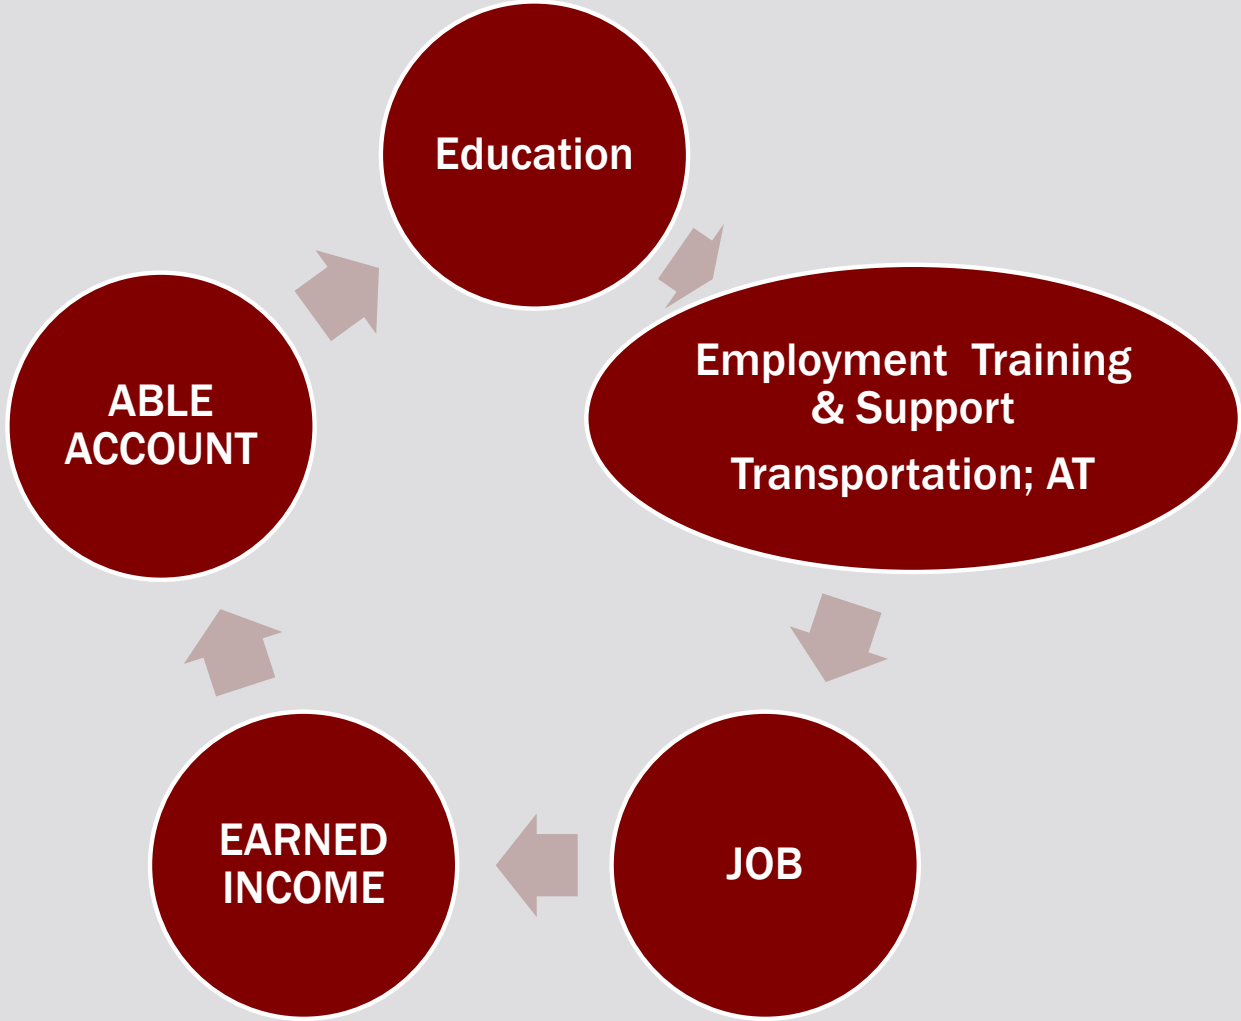 Education
Employment Training
& Support
Transportation; AT
JOB
EARNED
INCOME
ABLE
ACCOUNT